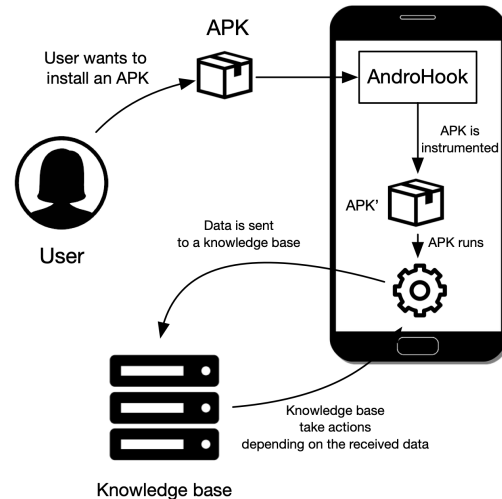 APK
User wants to
install an APK
AndroHook
APK is
instrumented
APK’
APK runs
User
Data is sent
to a knowledge base
Knowledge base
take actions
depending on the received data
Knowledge base